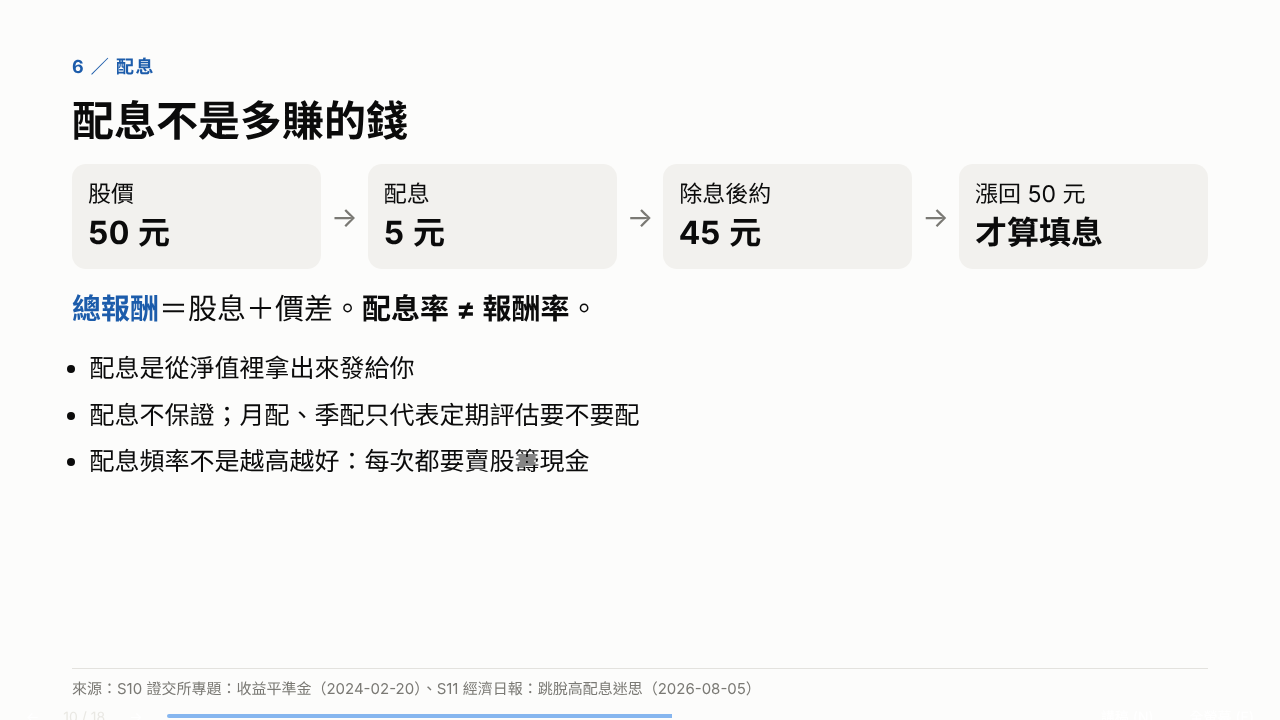 6 ／ 配息
配息不是多賺的錢
股價
50 元
→
配息
5 元
→
除息後約
45 元
→
漲回 50 元
才算填息
總報酬＝股息＋價差。配息率 ≠ 報酬率。
• 配息是從淨值裡拿出來發給你
• 配息不保證；月配、季配只代表定期評估要不要配
• 配息頻率不是越高越好：每次都要賣股籌現金
來源：S10 證交所專題：收益平準金（2024-02-20）、S11 經濟日報：跳脫高配息迷思（2026-08-05）
10 / 18